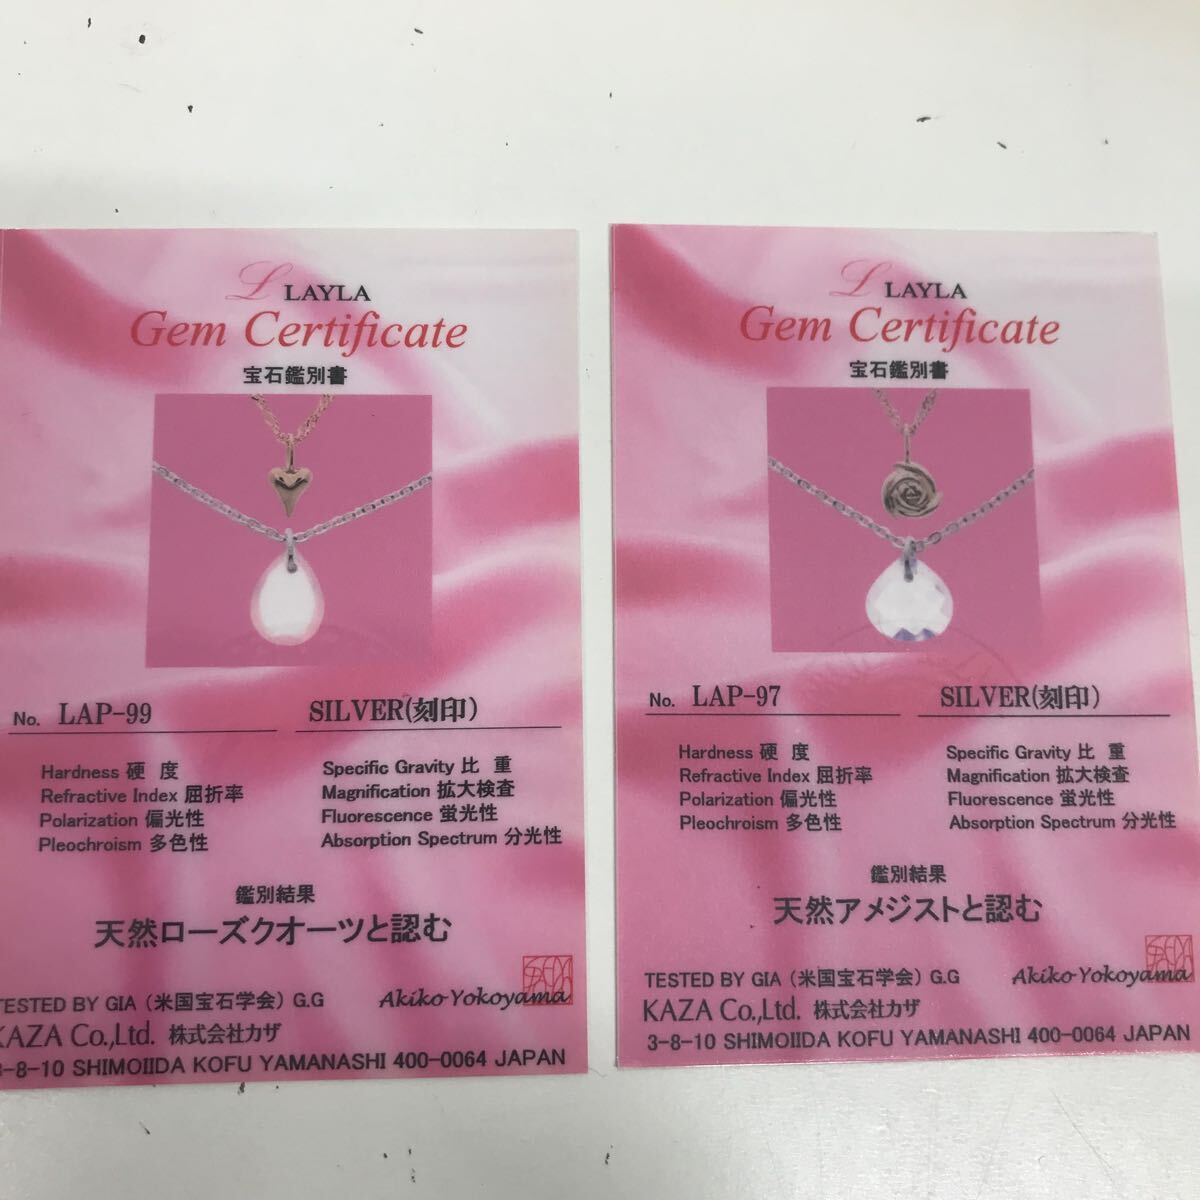 L LAYLA
Gem Certificate
宝石鑑別書
No. LAP-99 SILVER(刻印)
Hardness 硬 度 Specific Gravity 比 重
Refractive Index 屈折率 Magnification 拡大検査
Polarization 偏光性 Fluorescence 蛍光性
Pleochroism 多色性 Absorption Spectrum 分光性
鑑別結果
天然ローズクオーツと認む
TESTED BY GIA (米国宝石学会) G.G Akiko Yokoyama
KAZA Co.,Ltd. 株式会社カザ
3-8-10 SHIMOIIDA KOFU YAMANASHI 400-0064 JAPAN
L LAYLA
Gem Certificate
宝石鑑別書
No. LAP-97 SILVER(刻印)
Hardness 硬 度 Specific Gravity 比 重
Refractive Index 屈折率 Magnification 拡大検査
Polarization 偏光性 Fluorescence 蛍光性
Pleochroism 多色性 Absorption Spectrum 分光性
鑑別結果
天然アメジストと認む
TESTED BY GIA (米国宝石学会) G.G Akiko Yokoyama
KAZA Co.,Ltd. 株式会社カザ
3-8-10 SHIMOIIDA KOFU YAMANASHI 400-0064 JAPAN